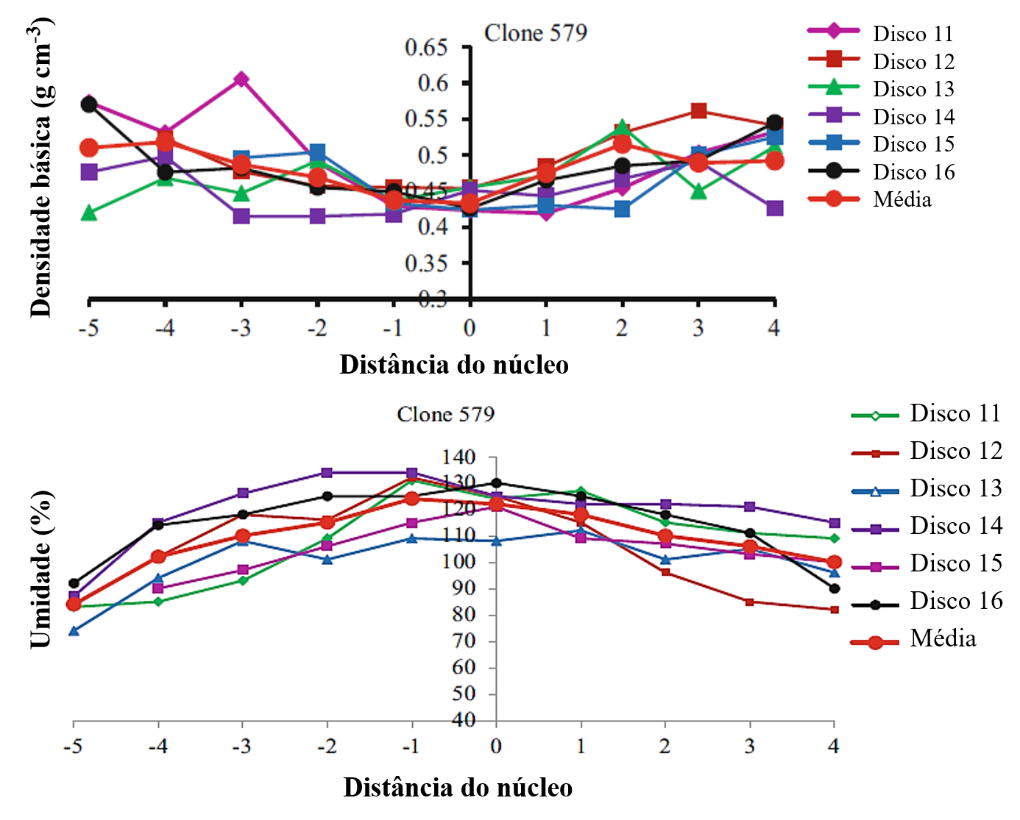 Clone 579
Densidade básica (g cm-3)
0.65
0.6
0.55
0.5
0.45
0.4
0.35
0.3
-5 -4 -3 -2 -1 0 1 2 3 4
Distância do núcleo
Disco 11
Disco 12
Disco 13
Disco 14
Disco 15
Disco 16
Média
Clone 579
Umidade (%)
140
130
120
110
100
90
80
70
60
50
40
-5 -4 -3 -2 -1 0 1 2 3 4
Distância do núcleo
Disco 11
Disco 12
Disco 13
Disco 14
Disco 15
Disco 16
Média